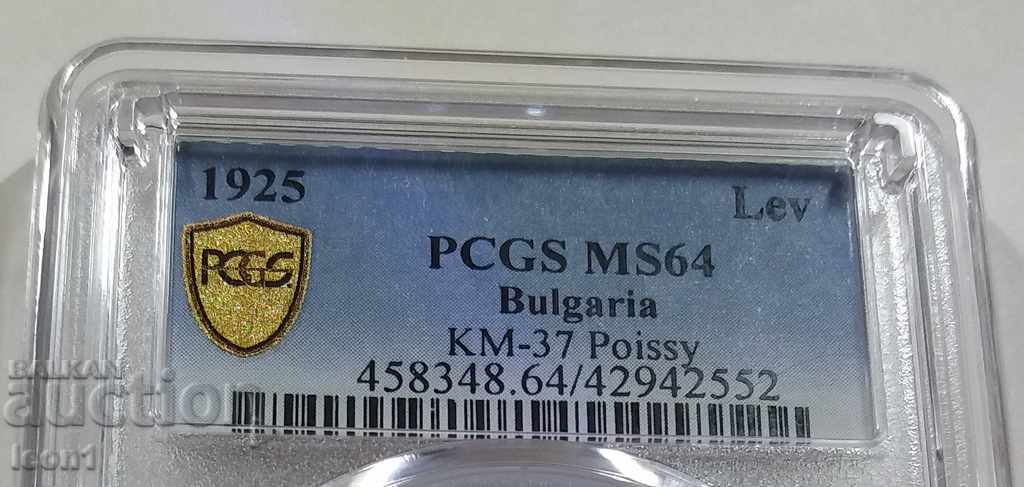 1925
Lev
PCGS
PCGS MS64
Bulgaria
KM-37 Poissy
458348.64/42942552
BALKAN
auction
Icon1